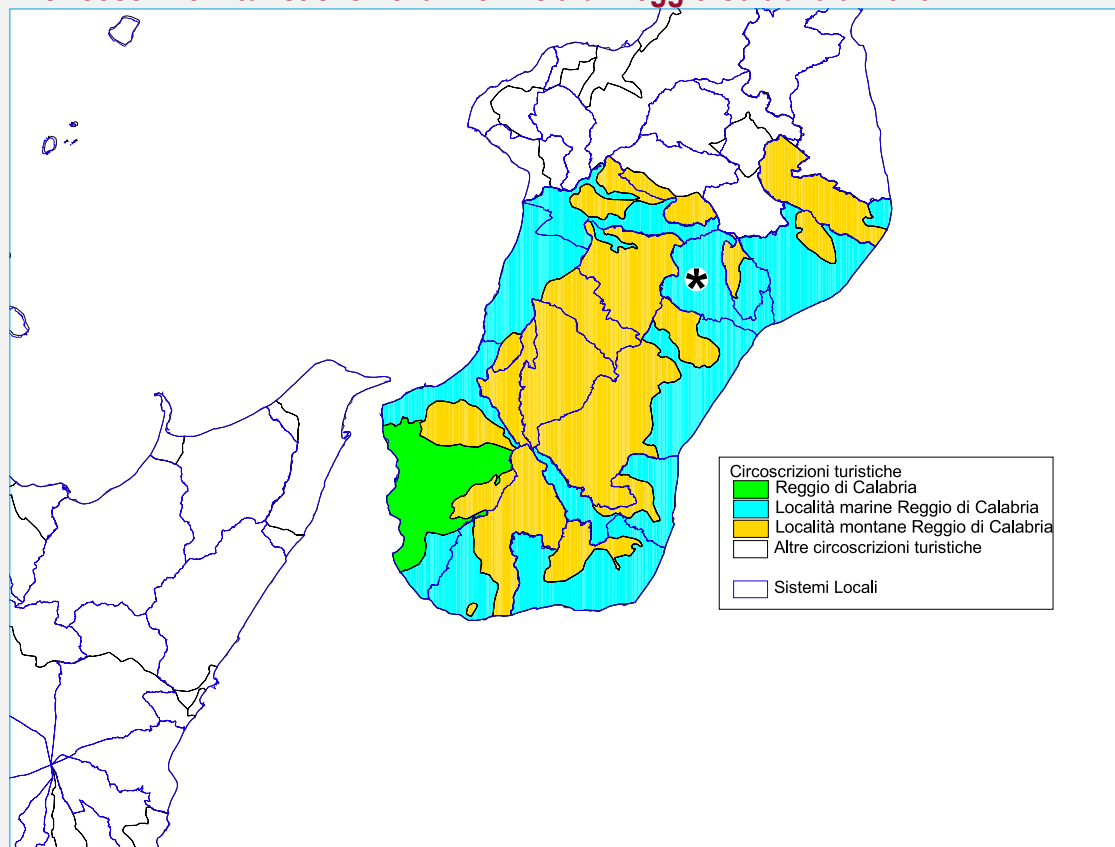 Circoscrizioni turistiche
Reggio di Calabria
Località marine Reggio di Calabria
Località montane Reggio di Calabria
Altre circoscrizioni turistiche
Sistemi Locali
*